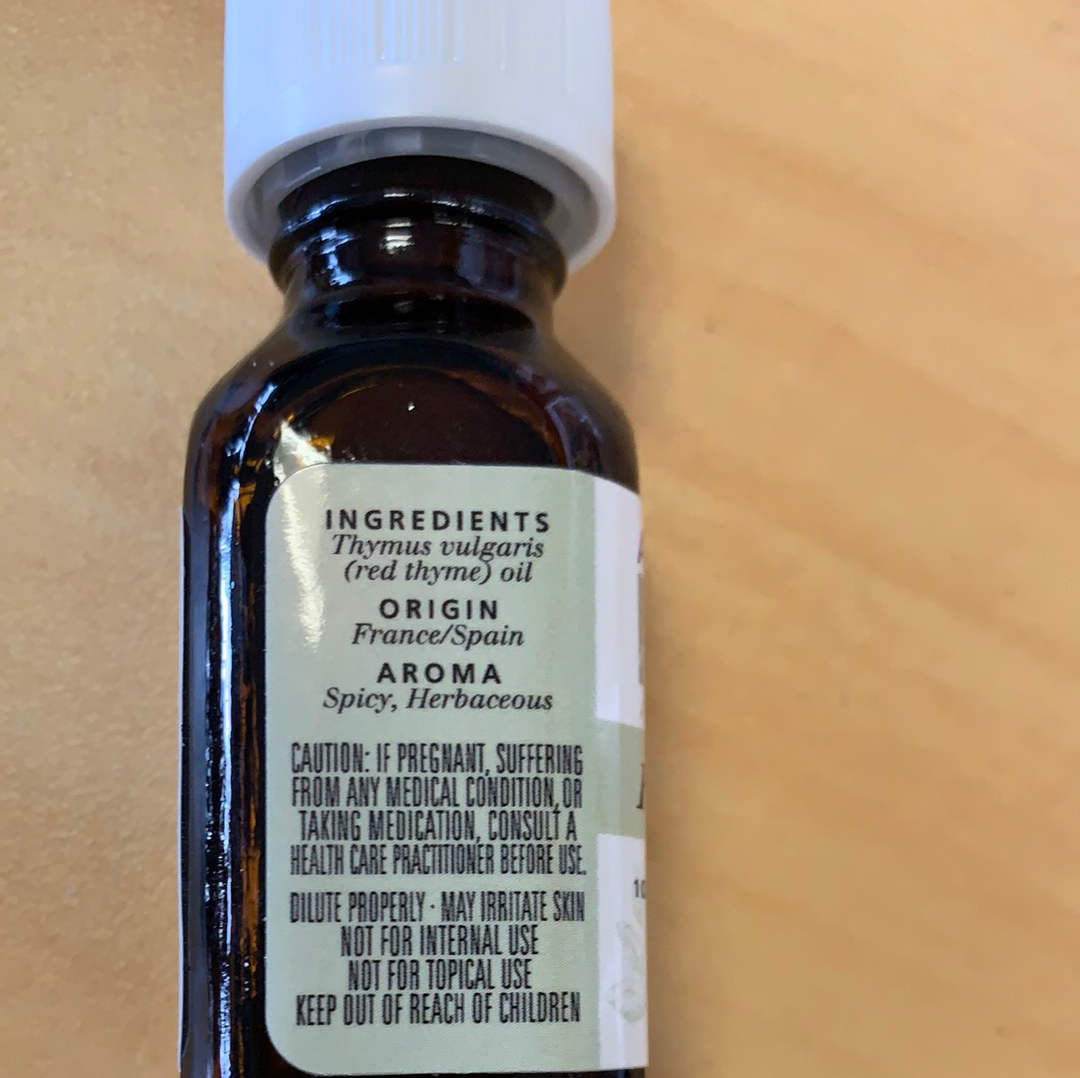 INGREDIENTS
Thymus vulgaris
(red thyme) oil
ORIGIN
France/Spain
AROMA
Spicy, Herbaceous
CAUTION: IF PREGNANT, SUFFERING
FROM ANY MEDICAL CONDITION, OR
TAKING MEDICATION, CONSULT A
HEALTH CARE PRACTITIONER BEFORE USE.
DILUTE PROPERLY · MAY IRRITATE SKIN
NOT FOR INTERNAL USE
NOT FOR TOPICAL USE
KEEP OUT OF REACH OF CHILDREN